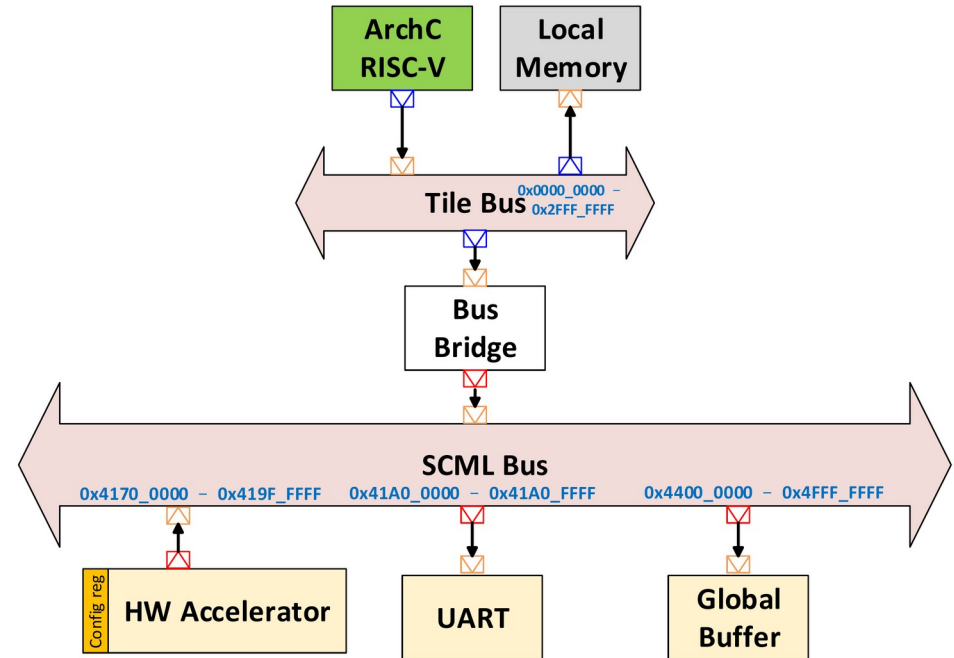 ArchC
RISC-V
Local
Memory
Tile Bus
0x0000_0000 –
0x2FFF_FFFF
Bus
Bridge
SCML Bus
0x4170_0000 – 0x419F_FFFF
0x41A0_0000 – 0x41A0_FFFF
0x4400_0000 – 0x4FFF_FFFF
Config reg
HW Accelerator
UART
Global
Buffer